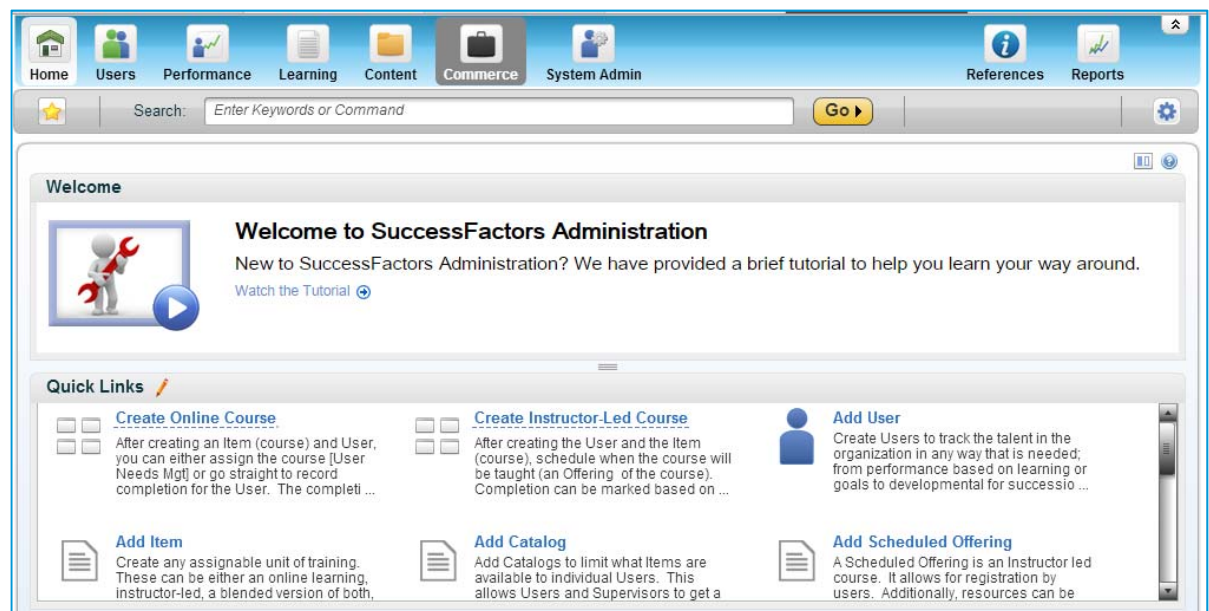 Home Users Performance Learning Content Commerce System Admin References Reports
Search: Enter Keywords or Command Go
Welcome
Welcome to SuccessFactors Administration
New to SuccessFactors Administration? We have provided a brief tutorial to help you learn your way around.
Watch the Tutorial
Quick Links
Create Online Course
After creating an Item (course) and User,
you can either assign the course [User
Needs Mgt] or go straight to record
completion for the User. The completi ...
Create Instructor-Led Course
After creating the User and the Item
(course), schedule when the course will
be taught (an Offering of the course).
Completion can be marked based on ...
Add User
Create Users to track the talent in the
organization in any way that is needed;
from performance based on learning or
goals to developmental for successio ...
Add Item
Create any assignable unit of training.
These can be either an online learning,
instructor-led, a blended version of both,
Add Catalog
Add Catalogs to limit what Items are
available to individual Users. This
allows Users and Supervisors to get a
Add Scheduled Offering
A Scheduled Offering is an Instructor led
course. It allows for registration by
users. Additionally, resources can be